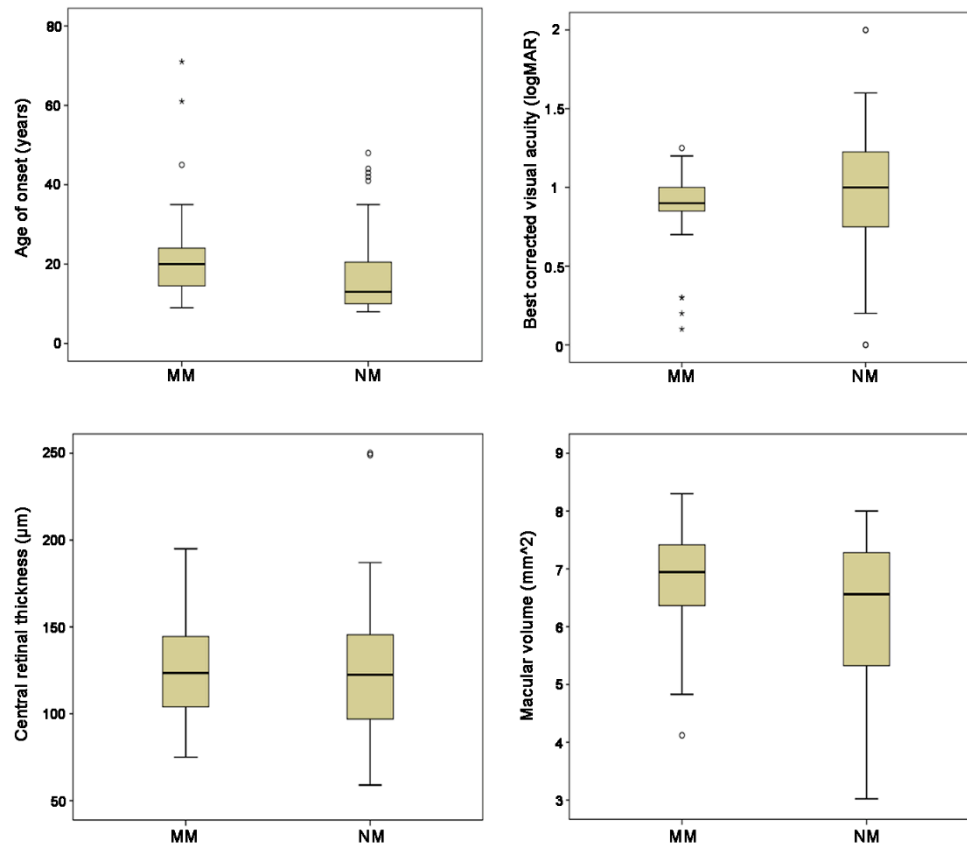 Age of onset (years)
80
60
40
20
0
MM NM
Best corrected visual acuity (logMAR)
2
1.5
1
0.5
0
MM NM
Central retinal thickness (µm)
250
200
150
100
50
MM NM
Macular volume (mm^2)
9
8
7
6
5
4
3
MM NM